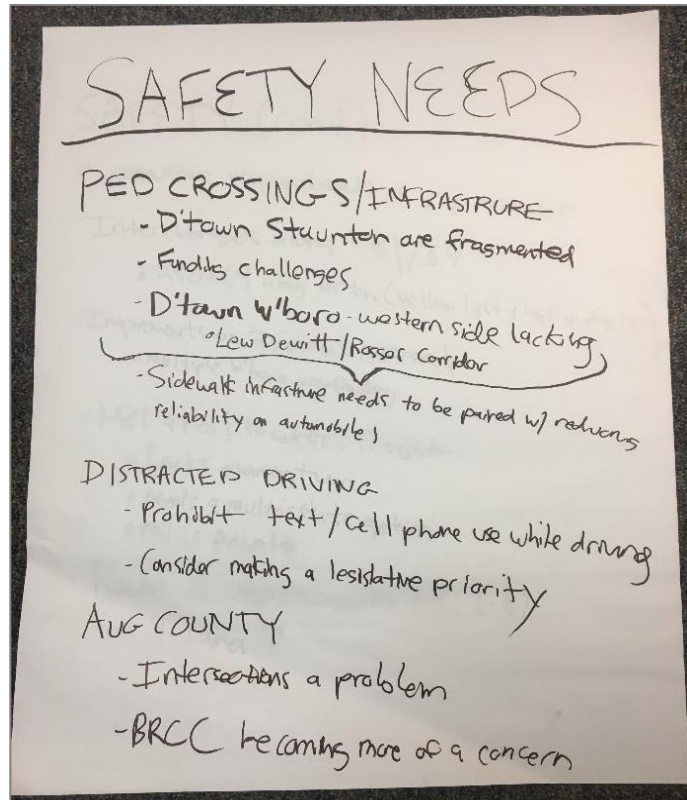 SAFETY NEEDS
PED CROSSINGS/INFRASTRURE
- D'town Staunton are fragmented
- Funding challenges
- D'town W'boro - western side lacking
° Lew Dewitt/Rosser Corridor
- Sidewalk infrasture needs to be paired w/ reducing
reliability on automobiles
DISTRACTED DRIVING
- Prohibit text/cell phone use while driving
- Consider making a legislative priority
AUG COUNTY
- Intersections a problem
- BRCC becoming more of a concern